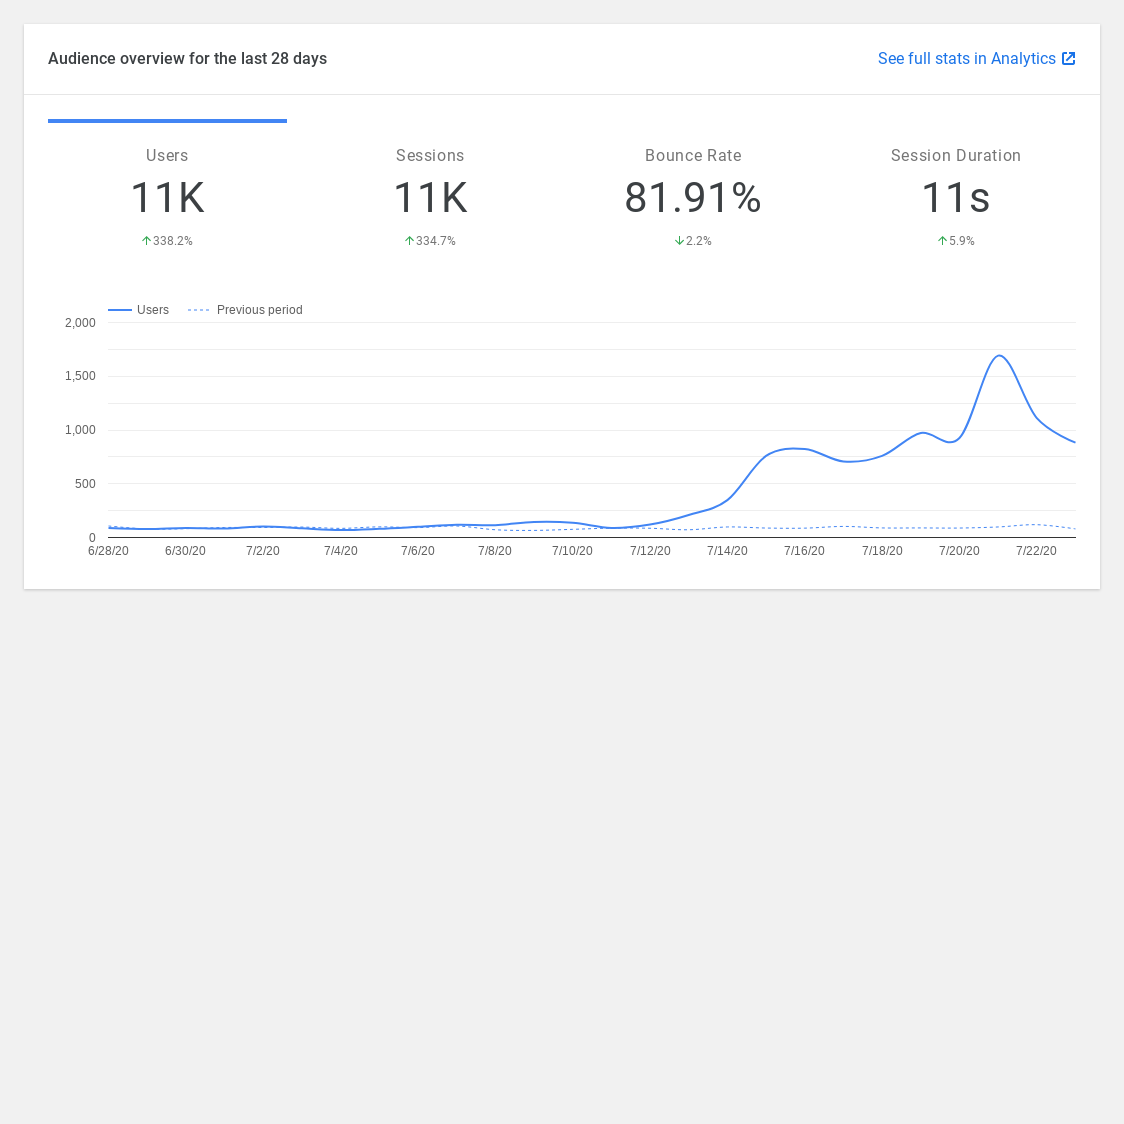 Audience overview for the last 28 days
See full stats in Analytics
Users
11K
338.2%
Sessions
11K
334.7%
Bounce Rate
81.91%
2.2%
Session Duration
11s
5.9%
Users
Previous period
2,000
1,500
1,000
500
0
6/28/20 6/30/20 7/2/20 7/4/20 7/6/20 7/8/20 7/10/20 7/12/20 7/14/20 7/16/20 7/18/20 7/20/20 7/22/20